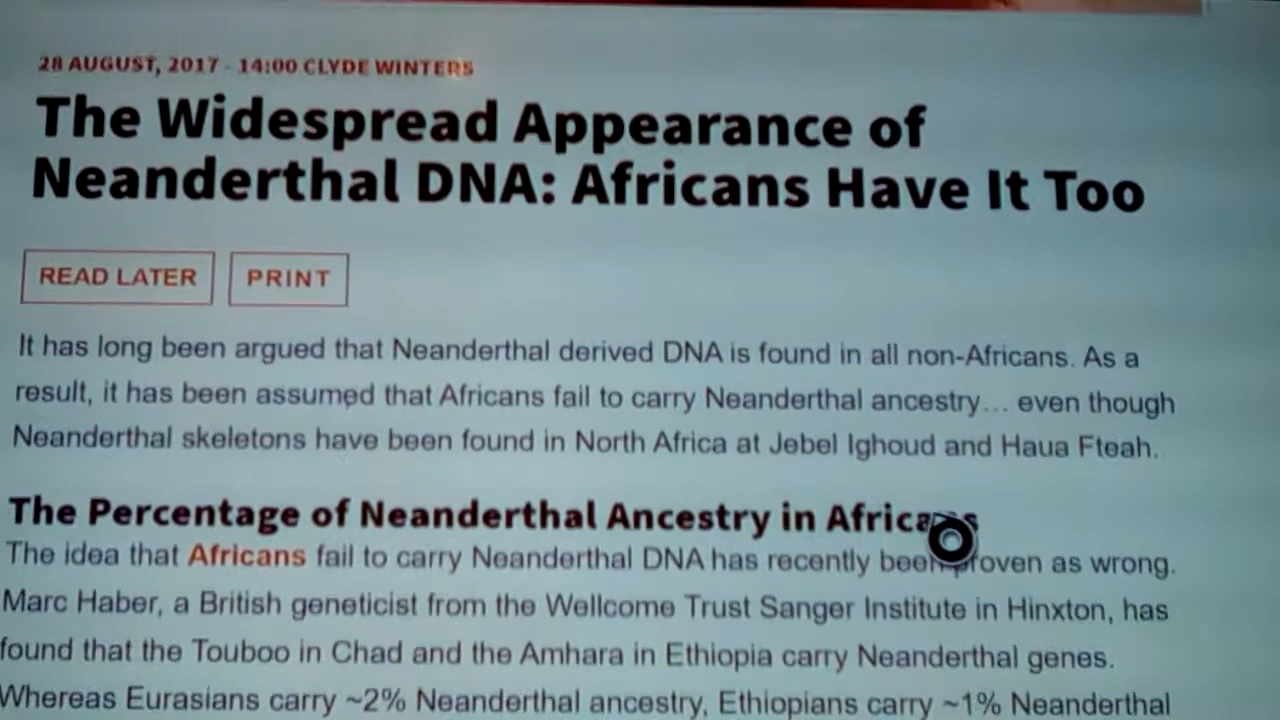 28 AUGUST, 2017 - 14:00 CLYDE WINTERS
The Widespread Appearance of
Neanderthal DNA: Africans Have It Too
READ LATER PRINT
It has long been argued that Neanderthal derived DNA is found in all non-Africans. As a
result, it has been assumed that Africans fail to carry Neanderthal ancestry... even though
Neanderthal skeletons have been found in North Africa at Jebel Ighoud and Haua Fteah.
The Percentage of Neanderthal Ancestry in Africans
The idea that Africans fail to carry Neanderthal DNA has recently been proven as wrong.
Marc Haber, a British geneticist from the Wellcome Trust Sanger Institute in Hinxton, has
found that the Touboo in Chad and the Amhara in Ethiopia carry Neanderthal genes.
Whereas Eurasians carry ~2% Neanderthal ancestry, Ethiopians carry ~1% Neanderthal